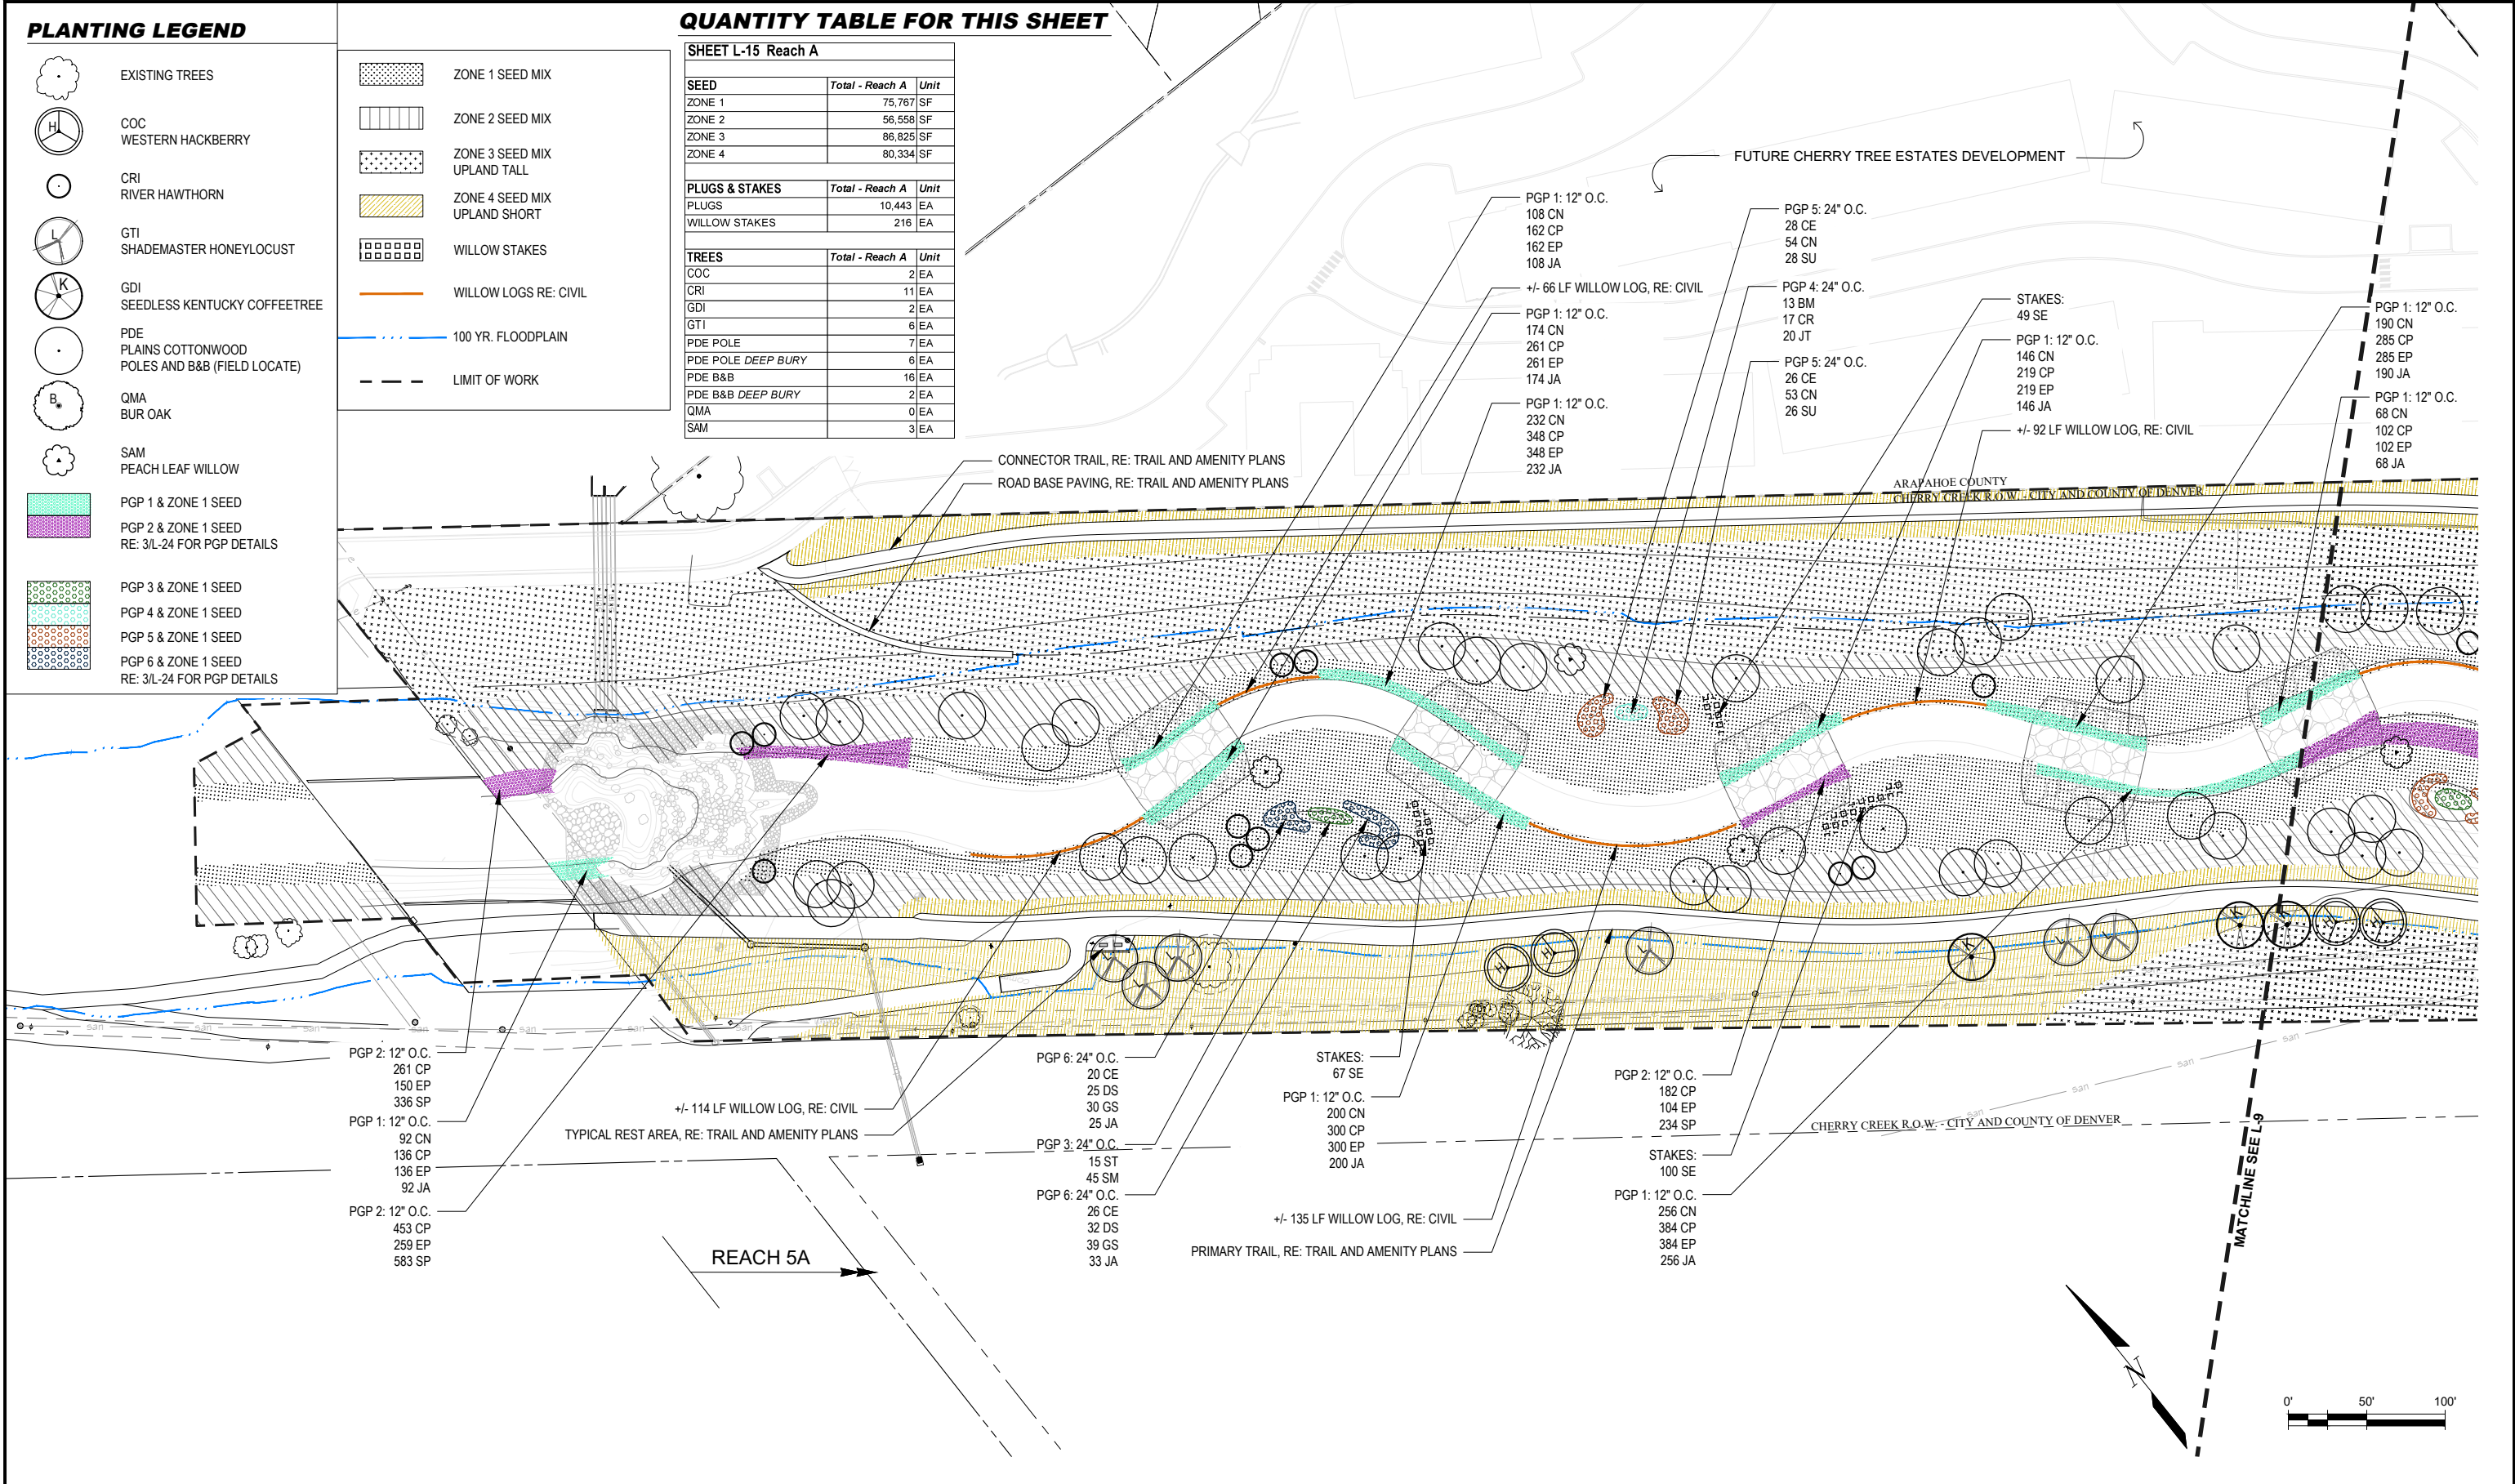 PLANTING LEGEND
EXISTING TREES
H
COC
WESTERN HACKBERRY
CRI
RIVER HAWTHORN
L
GTI
SHADEMASTER HONEYLOCUST
K
GDI
SEEDLESS KENTUCKY COFFEETREE
PDE
PLAINS COTTONWOOD
POLES AND B&B (FIELD LOCATE)
B
QMA
BUR OAK
SAM
PEACH LEAF WILLOW
PGP 1 & ZONE 1 SEED
PGP 2 & ZONE 1 SEED
RE: 3/L-24 FOR PGP DETAILS
PGP 3 & ZONE 1 SEED
PGP 4 & ZONE 1 SEED
PGP 5 & ZONE 1 SEED
PGP 6 & ZONE 1 SEED
RE: 3/L-24 FOR PGP DETAILS
ZONE 1 SEED MIX
ZONE 2 SEED MIX
ZONE 3 SEED MIX
UPLAND TALL
ZONE 4 SEED MIX
UPLAND SHORT
WILLOW STAKES
WILLOW LOGS RE: CIVIL
100 YR. FLOODPLAIN
LIMIT OF WORK
QUANTITY TABLE FOR THIS SHEET
SHEET L-15 Reach A
SEED Total - Reach A Unit
ZONE 1 75,767 SF
ZONE 2 56,558 SF
ZONE 3 86,825 SF
ZONE 4 80,334 SF
PLUGS & STAKES Total - Reach A Unit
PLUGS 10,443 EA
WILLOW STAKES 216 EA
TREES Total - Reach A Unit
COC 2 EA
CRI 11 EA
GDI 2 EA
GTI 6 EA
PDE POLE 7 EA
PDE POLE DEEP BURY 6 EA
PDE B&B 16 EA
PDE B&B DEEP BURY 2 EA
QMA 0 EA
SAM 3 EA
FUTURE CHERRY TREE ESTATES DEVELOPMENT
PGP 1: 12" O.C.
108 CN
162 CP
162 EP
108 JA
+/- 66 LF WILLOW LOG, RE: CIVIL
PGP 1: 12" O.C.
174 CN
261 CP
261 EP
174 JA
PGP 1: 12" O.C.
232 CN
348 CP
348 EP
232 JA
PGP 5: 24" O.C.
28 CE
54 CN
28 SU
PGP 4: 24" O.C.
13 BM
17 CR
20 JT
PGP 5: 24" O.C.
26 CE
53 CN
26 SU
STAKES:
49 SE
PGP 1: 12" O.C.
146 CN
219 CP
219 EP
146 JA
+/- 92 LF WILLOW LOG, RE: CIVIL
PGP 1: 12" O.C.
190 CN
285 CP
285 EP
190 JA
PGP 1: 12" O.C.
68 CN
102 CP
102 EP
68 JA
CONNECTOR TRAIL, RE: TRAIL AND AMENITY PLANS
ROAD BASE PAVING, RE: TRAIL AND AMENITY PLANS
ARAPAHOE COUNTY
CHERRY CREEK R.O.W. - CITY AND COUNTY OF DENVER
L
L
L
H
H
L
K
L
L
K
K
H
H
san
san
san
san
san
san
san
san
san
san
PGP 2: 12" O.C.
261 CP
150 EP
336 SP
PGP 1: 12" O.C.
92 CN
136 CP
136 EP
92 JA
PGP 2: 12" O.C.
453 CP
259 EP
583 SP
+/- 114 LF WILLOW LOG, RE: CIVIL
TYPICAL REST AREA, RE: TRAIL AND AMENITY PLANS
REACH 5A
PGP 6: 24" O.C.
20 CE
25 DS
30 GS
25 JA
PGP 3: 24" O.C.
15 ST
45 SM
PGP 6: 24" O.C.
26 CE
32 DS
39 GS
33 JA
STAKES:
67 SE
PGP 1: 12" O.C.
200 CN
300 CP
300 EP
200 JA
+/- 135 LF WILLOW LOG, RE: CIVIL
PRIMARY TRAIL, RE: TRAIL AND AMENITY PLANS
PGP 2: 12" O.C.
182 CP
104 EP
234 SP
STAKES:
100 SE
PGP 1: 12" O.C.
256 CN
384 CP
384 EP
256 JA
CHERRY CREEK R.O.W. - CITY AND COUNTY OF DENVER
MATCHLINE SEE L-9
N
0' 50' 100'